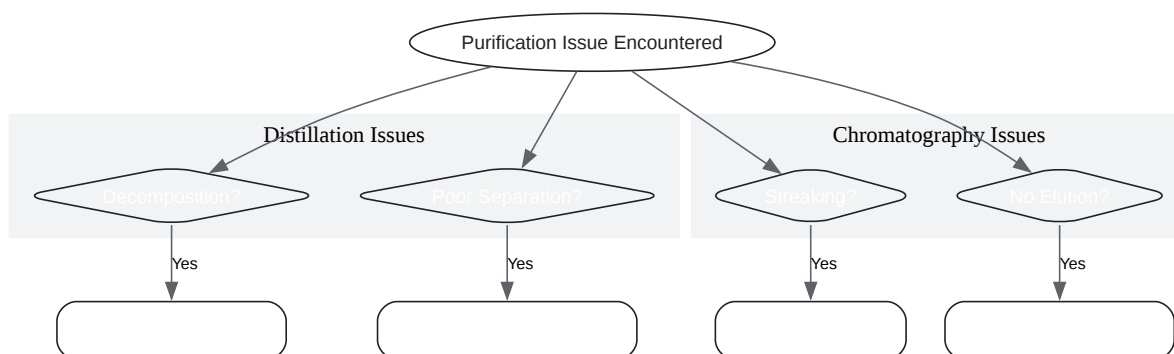 Purification Issue Encountered
Distillation Issues
Chromatography Issues
Decomposition?
Poor Separation?
Streaking?
No Elution?
Yes
Yes
Yes
Yes